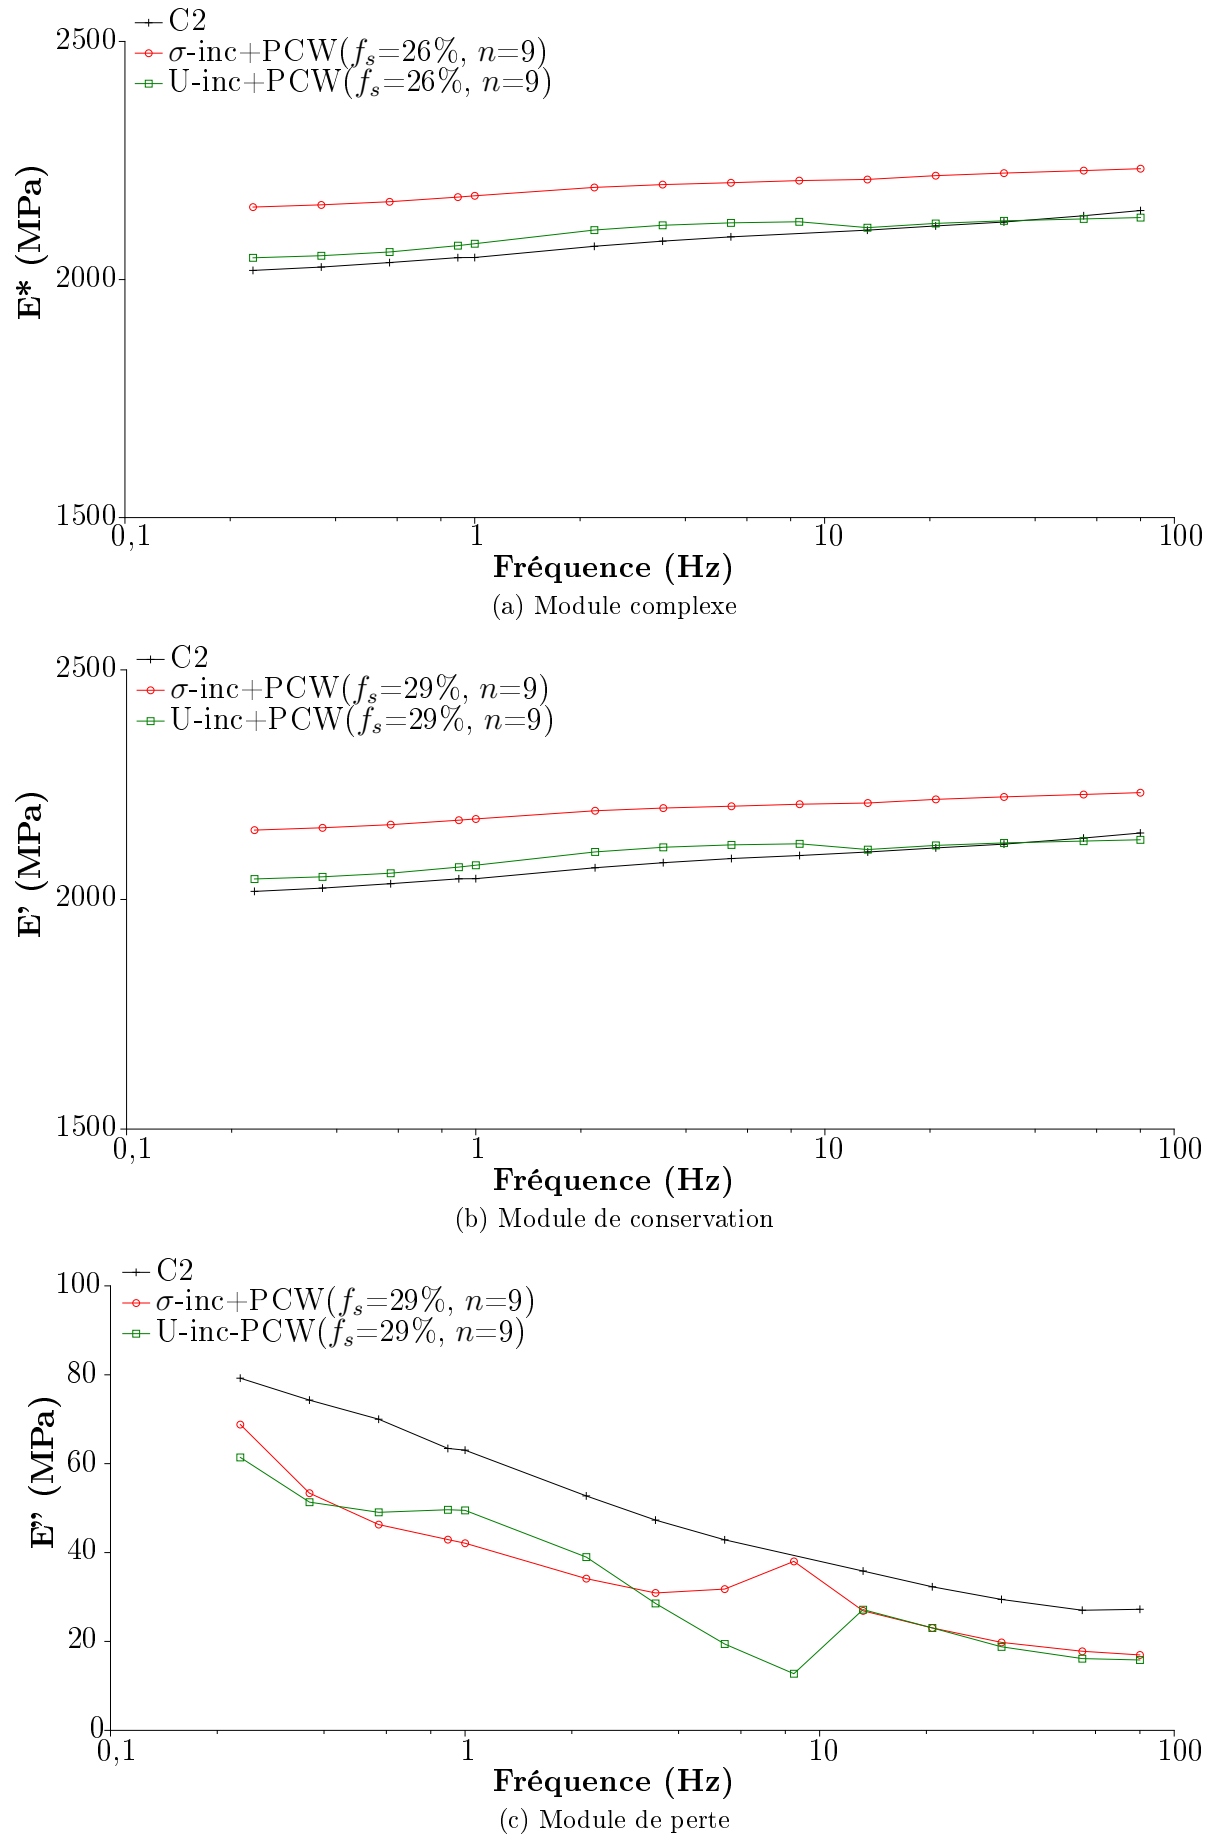 C2
2500
σ-inc+PCW(fs=26%, n=9)
U-inc+PCW(fs=26%, n=9)
E* (MPa)
2000
1500
0,1 1 10 100
Fréquence (Hz)
(a) Module complexe
C2
2500
σ-inc+PCW(fs=29%, n=9)
U-inc+PCW(fs=29%, n=9)
E' (MPa)
2000
1500
0,1 1 10 100
Fréquence (Hz)
(b) Module de conservation
C2
100
σ-inc+PCW(fs=29%, n=9)
U-inc-PCW(fs=29%, n=9)
80
E” (MPa)
60
40
20
0
0,1 1 10 100
Fréquence (Hz)
(c) Module de perte